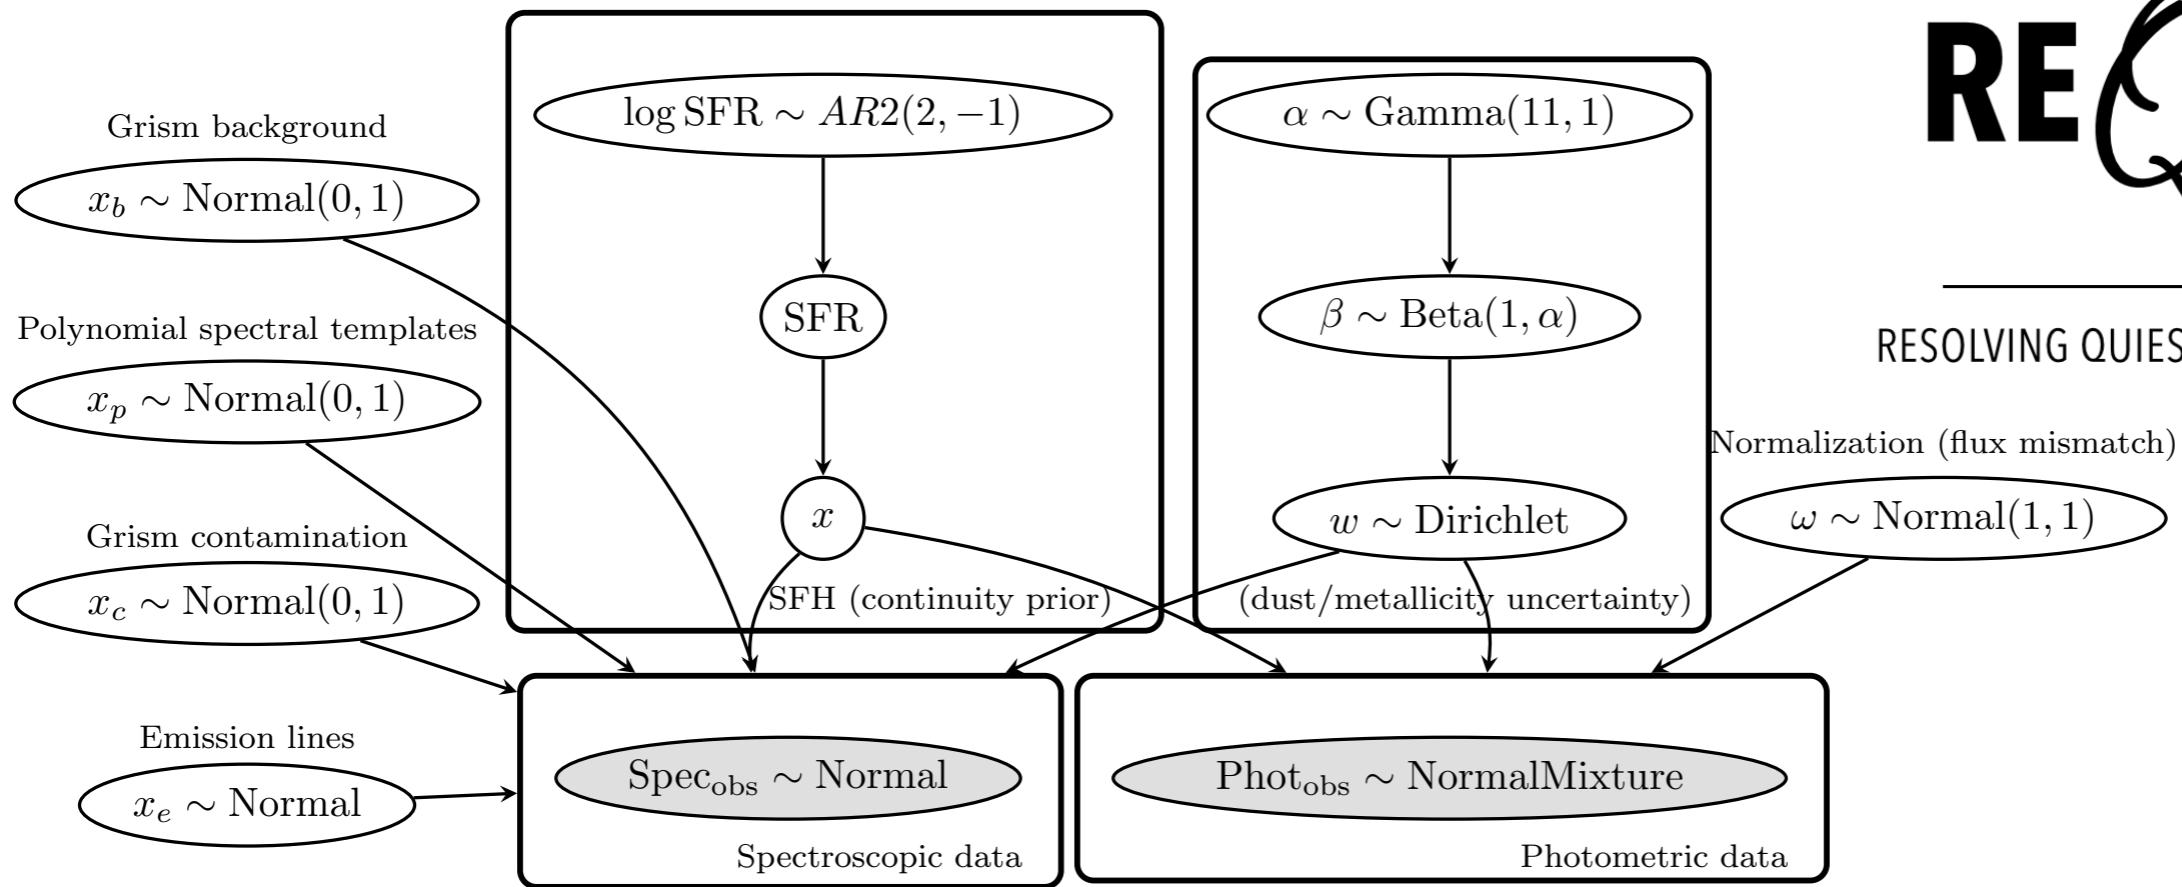 RE
RESOLVING QUIES
Grism background
x_b ∼ Normal(0, 1)
Polynomial spectral templates
x_p ∼ Normal(0, 1)
Grism contamination
x_c ∼ Normal(0, 1)
Emission lines
x_e ∼ Normal
log SFR ∼ AR2(2, −1)
SFR
x
SFH (continuity prior)
α ∼ Gamma(11, 1)
β ∼ Beta(1, α)
w ∼ Dirichlet
(dust/metallicity uncertainty)
Normalization (flux mismatch)
ω ∼ Normal(1, 1)
Spec_obs ∼ Normal
Spectroscopic data
Phot_obs ∼ NormalMixture
Photometric data